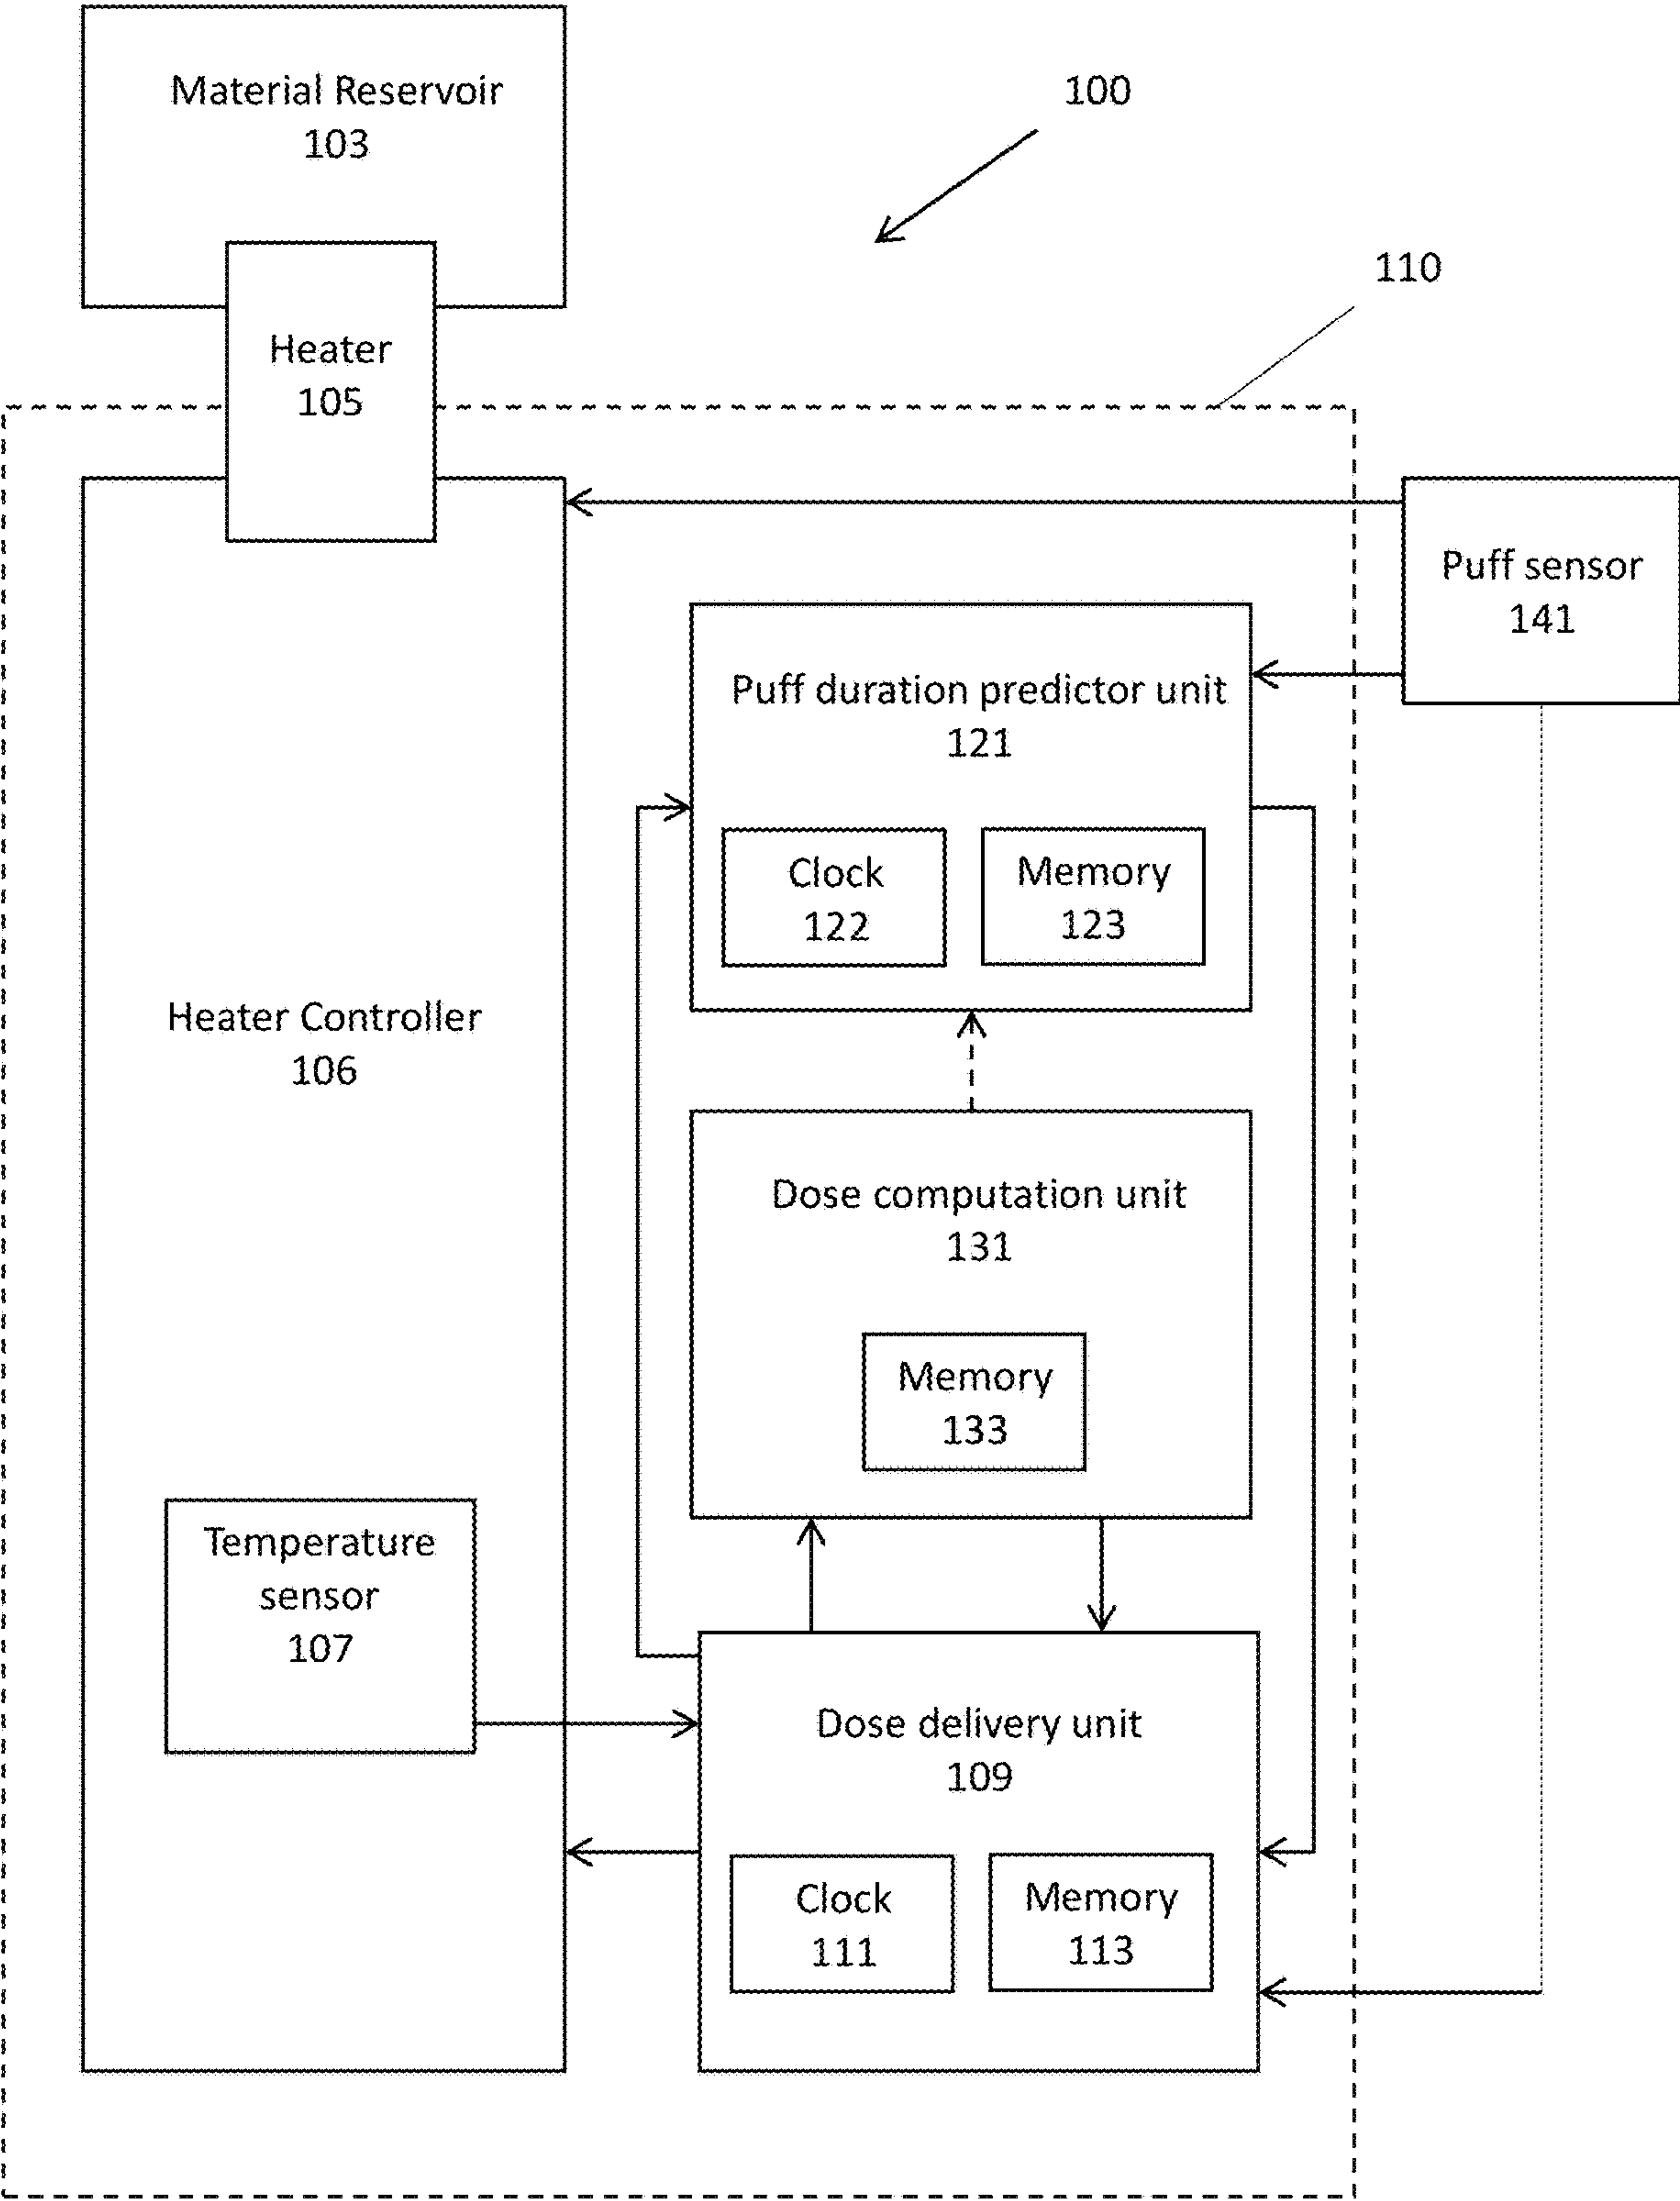 Material Reservoir
103
100
110
Heater
105
Puff sensor
141
Puff duration predictor unit
121
Clock
122
Memory
123
Heater Controller
106
Dose computation unit
131
Memory
133
Temperature
sensor
107
Dose delivery unit
109
Clock
111
Memory
113